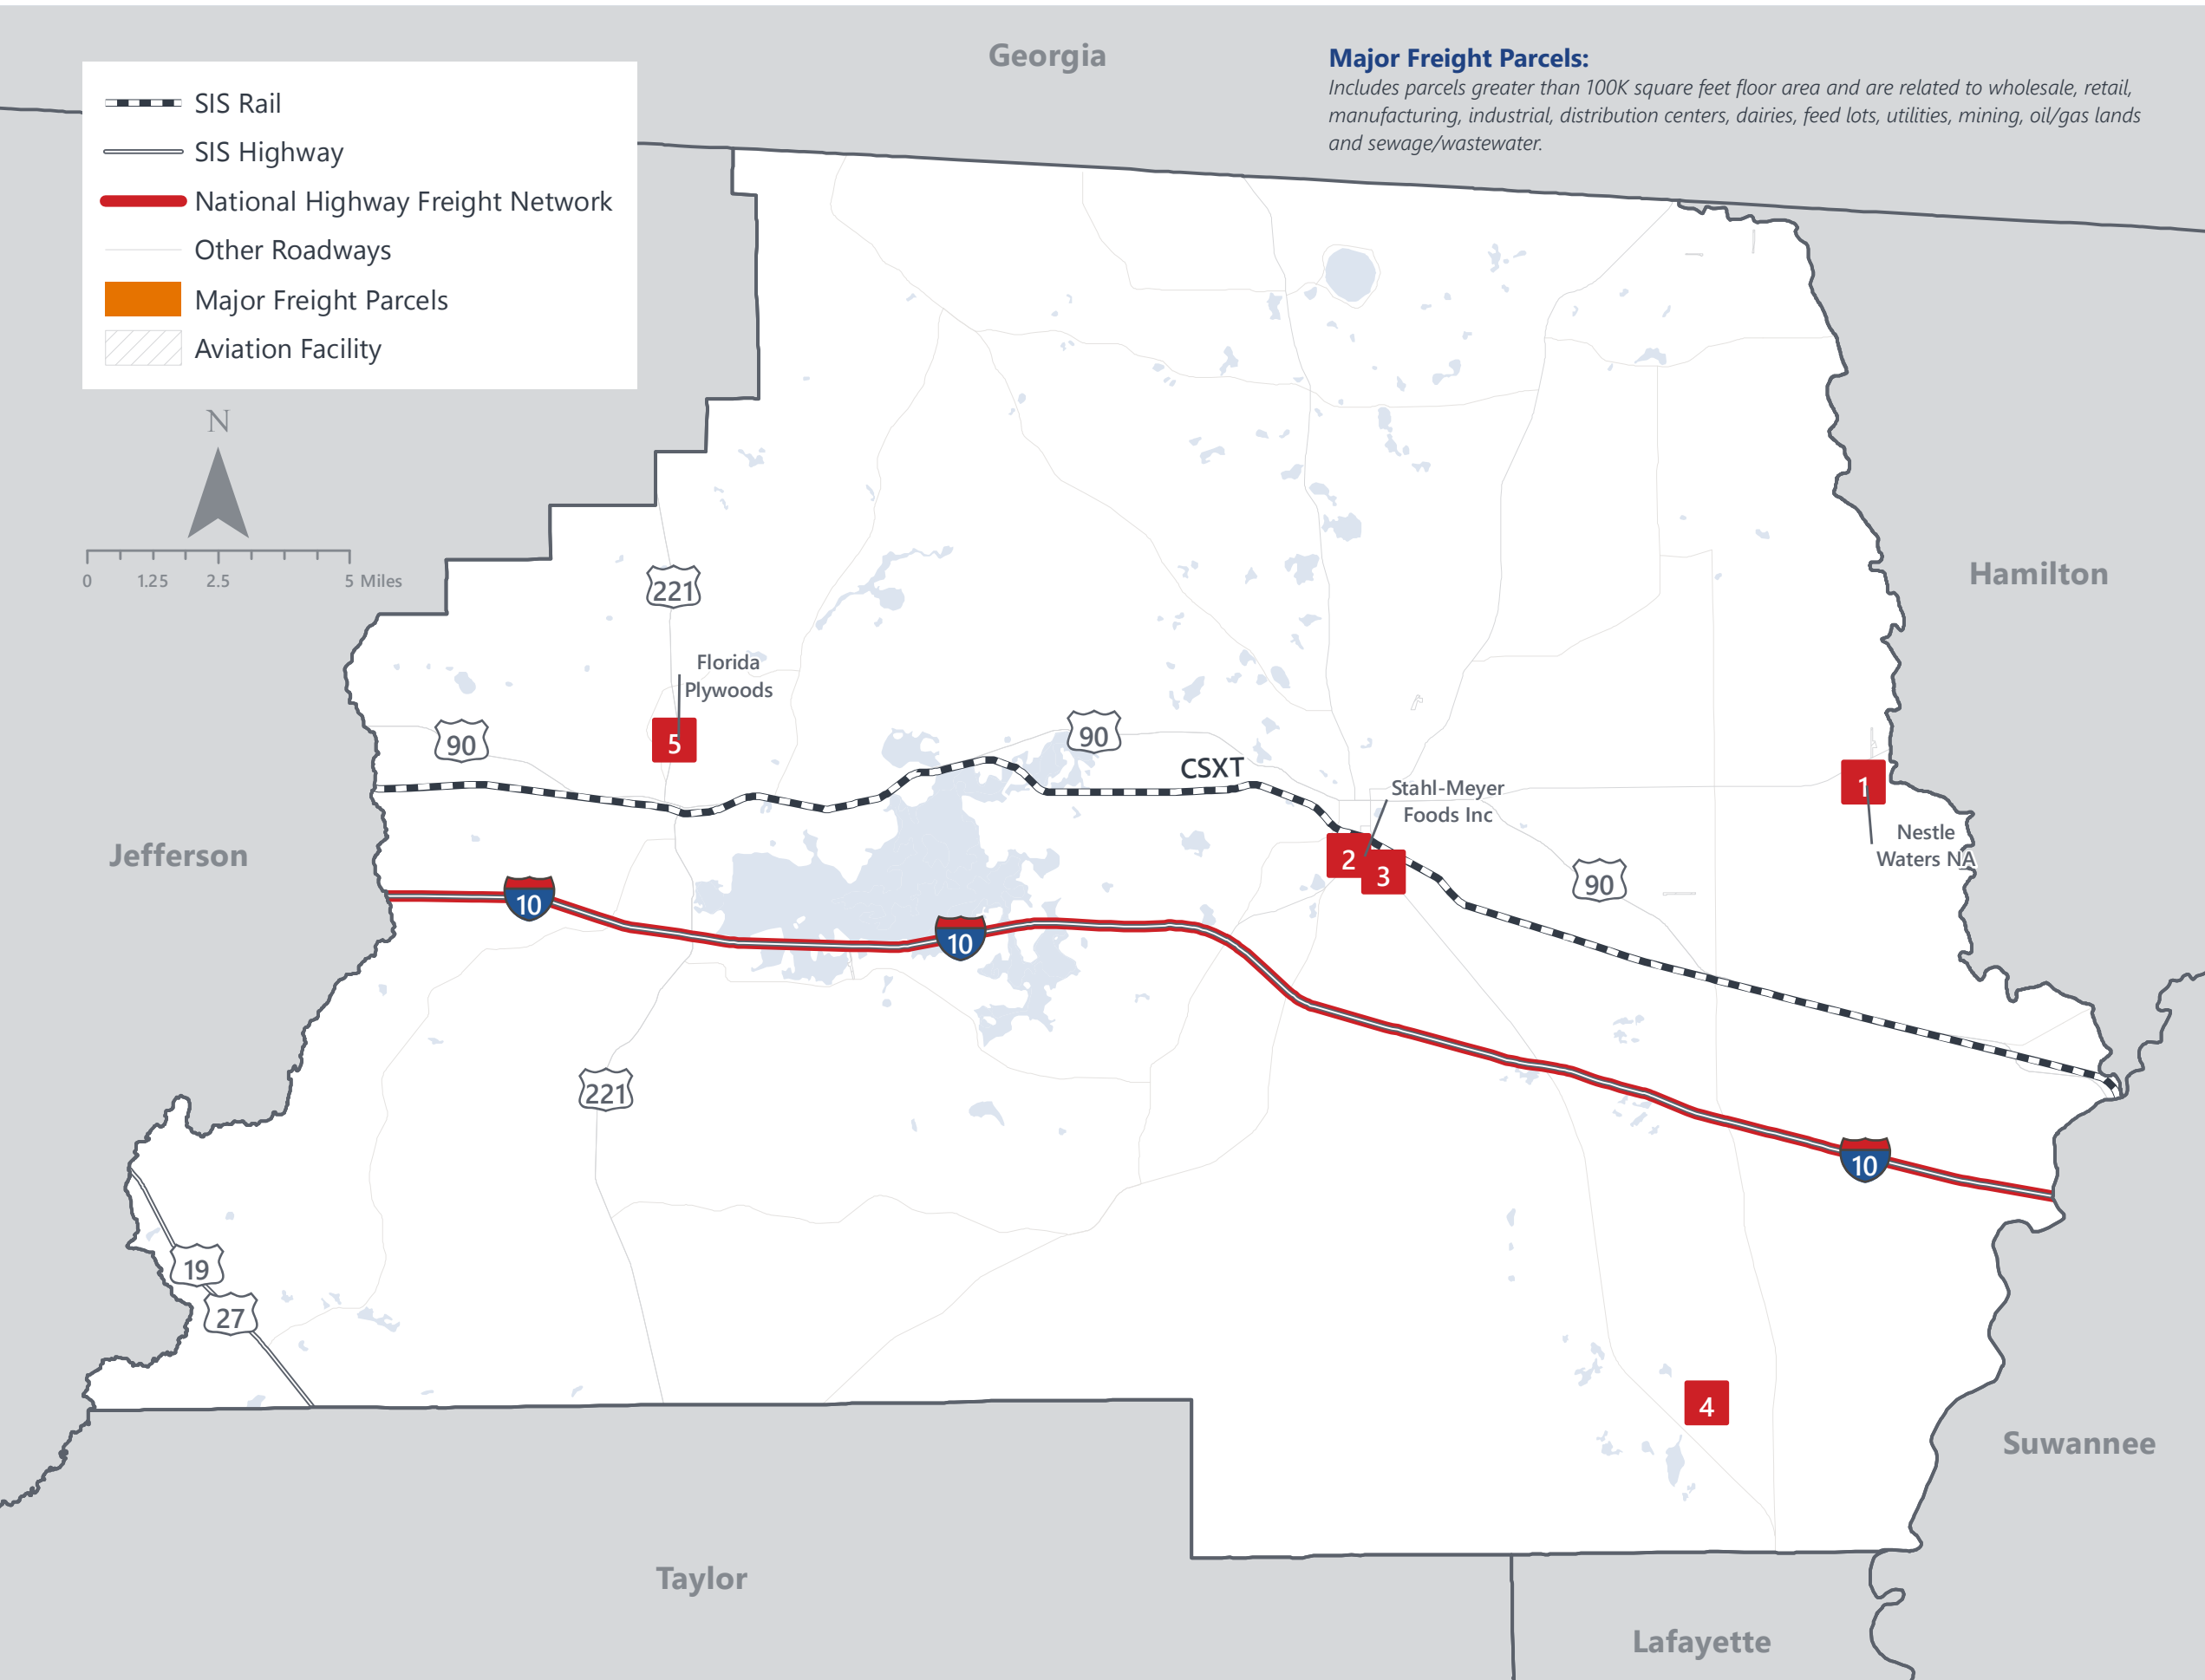 Georgia
Major Freight Parcels:
Includes parcels greater than 100K square feet floor area and are related to wholesale, retail,
manufacturing, industrial, distribution centers, dairies, feed lots, utilities, mining, oil/gas lands
and sewage/wastewater.
SIS Rail
SIS Highway
National Highway Freight Network
Other Roadways
Major Freight Parcels
Aviation Facility
N
0 1.25 2.5 5 Miles
Hamilton
221
Florida
Plywoods
5
90
90
CSXT
Stahl-Meyer
Foods Inc
2
3
90
1
Nestle
Waters NA
Jefferson
10
10
221
10
19
27
4
Suwannee
Taylor
Lafayette